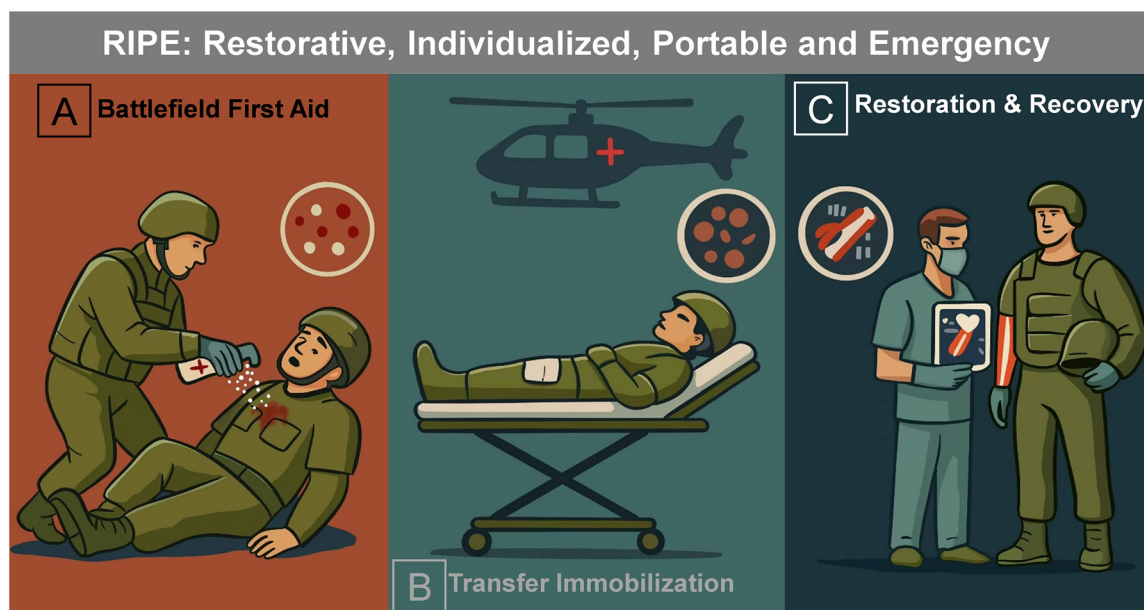 RIPE: Restorative, Individualized, Portable and Emergency
A Battlefield First Aid
B Transfer Immobilization
C Restoration & Recovery